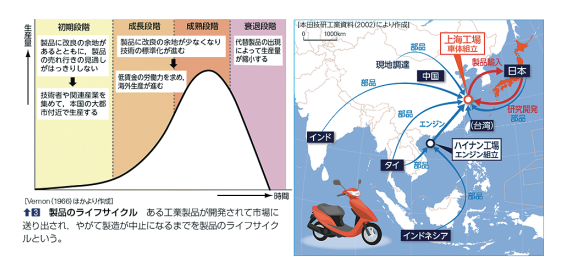 初期段階
成長段階
成熟段階
衰退段階
生産量
製品に改良の余地が
あるとともに，製品
の売れ行きの見通し
がはっきりしない
技術者や関連産業を
集めて，本国の大都
市付近で生産する
製品に改良の余地が少なくなり
技術の標準化が進む
低賃金の労働力を求め，
海外生産が進む
代替製品の出現
によって生産量
が縮小する
時間
[Vernon(1966)ほかより作成]
3 製品のライフサイクル ある工業製品が開発されて市場に
送り出され，やがて製造が中止になるまでを製品のライフサイク
ルという。
[本田技研工業資料(2002)により作成]
0 1000km
部品
上海工場
車体組立
現地調達
中国
製品輸入
日本
部品
部品
研究開発
部品
エンジン
(台湾)
インド
ハイナン工場
エンジン組立
タイ
部品
部品
インドネシア